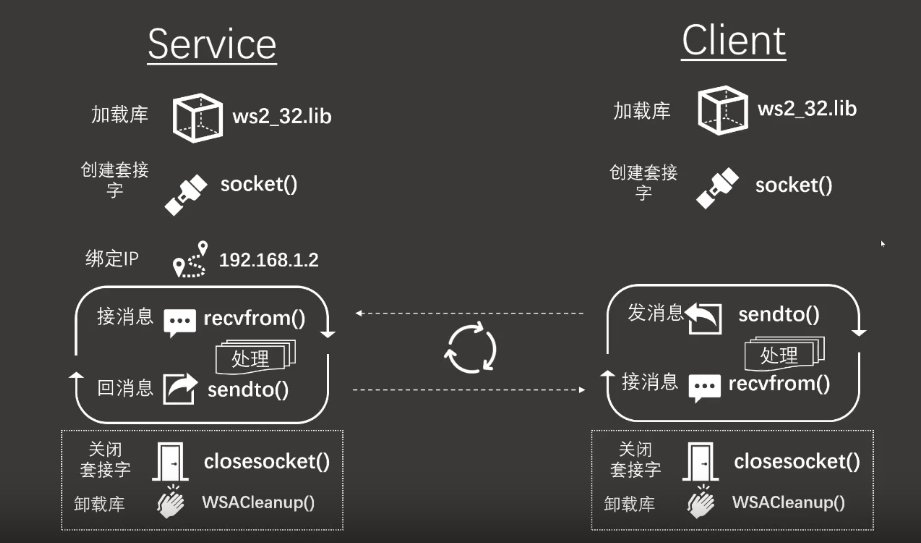 Service
加载库
ws2_32.lib
创建套接
字
socket()
绑定IP
192.168.1.2
接消息
recvfrom()
处理
回消息
sendto()
关闭
套接字
closesocket()
卸载库
WSACleanup()
Client
加载库
ws2_32.lib
创建套接
字
socket()
发消息
sendto()
处理
接消息
recvfrom()
关闭
套接字
closesocket()
卸载库
WSACleanup()